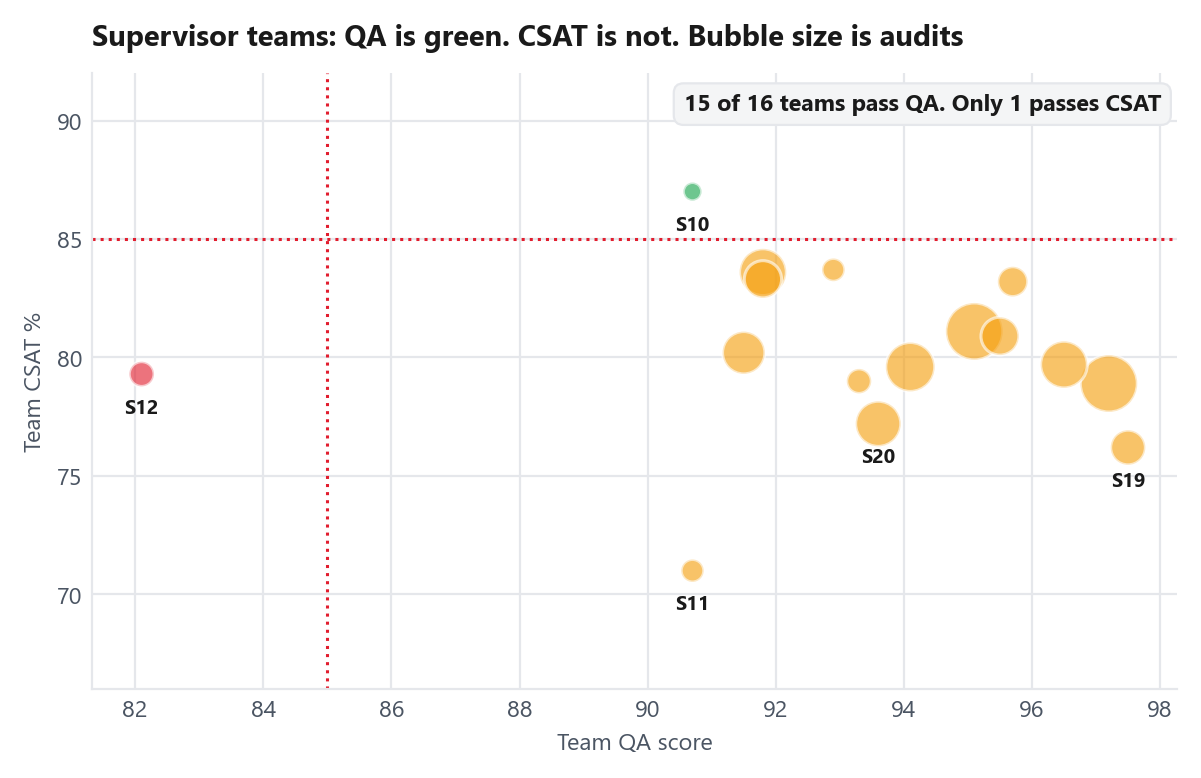 Supervisor teams: QA is green. CSAT is not. Bubble size is audits
15 of 16 teams pass QA. Only 1 passes CSAT
90
85
80
75
70
Team CSAT %
S10
S12
S20
S19
S11
82 84 86 88 90 92 94 96 98
Team QA score